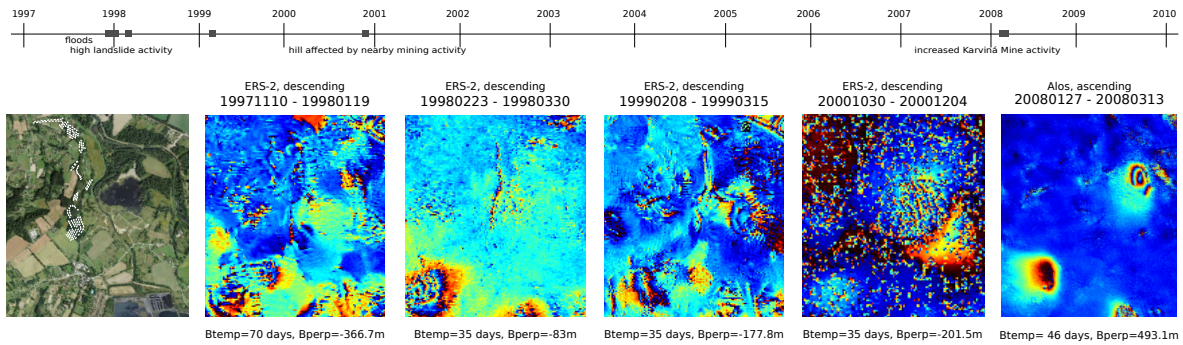 1997 1998 1999 2000 2001 2002 2003 2004 2005 2006 2007 2008 2009 2010
floods
high landslide activity hill affected by nearby mining activity increased Karviná Mine activity
ERS-2, descending ERS-2, descending ERS-2, descending ERS-2, descending Alos, ascending
19971110 - 19980119 19980223 - 19980330 19990208 - 19990315 20001030 - 20001204 20080127 - 20080313
Btemp=70 days, Bperp=-366.7m Btemp=35 days, Bperp=-83m Btemp=35 days, Bperp=-177.8m Btemp=35 days, Bperp=-201.5m Btemp= 46 days, Bperp=493.1m